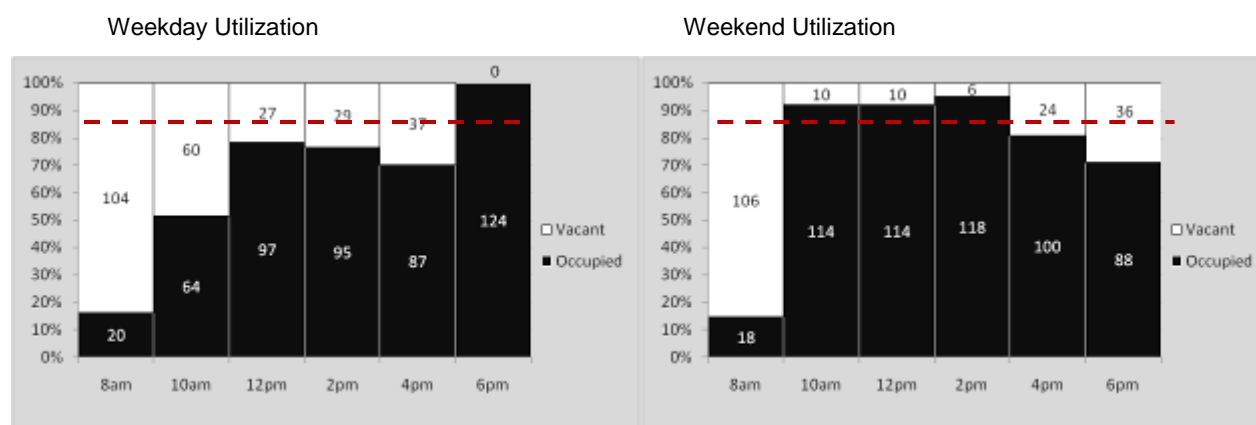 Weekday Utilization
100%
90%
80%
70%
60%
50%
40%
30%
20%
10%
0%
104
60
27
29
37
0
20
64
97
95
87
124
8am
10am
12pm
2pm
4pm
6pm
Vacant
Occupied
Weekend Utilization
100%
90%
80%
70%
60%
50%
40%
30%
20%
10%
0%
106
10
10
6
24
36
18
114
114
118
100
88
8am
10am
12pm
2pm
4pm
6pm
Vacant
Occupied